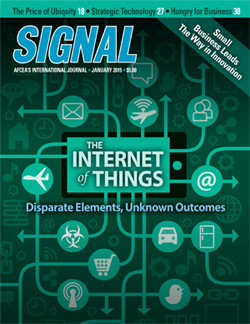 The Price of Ubiquity 18 • Strategic Technology 27 • Hungry for Business 38
SIGNAL
AFCEA'S INTERNATIONAL JOURNAL - JANUARY 2015 - $5.00
Small
Business Leads
The Way in Innovation
THE
INTERNET
of THINGS
Disparate Elements, Unknown Outcomes
@